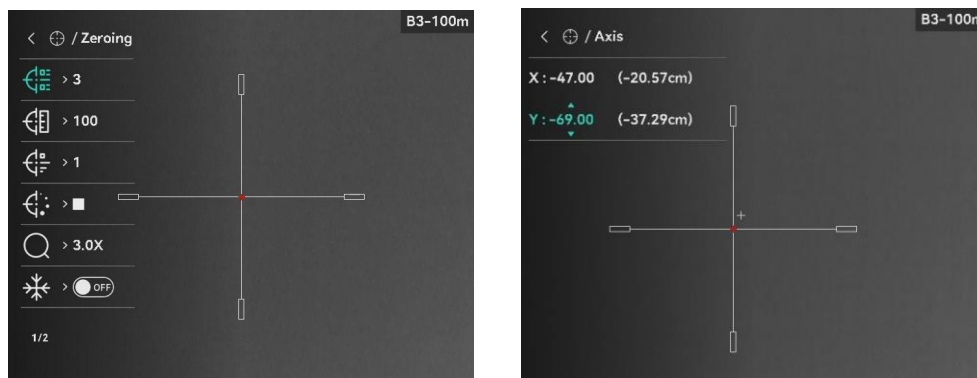 B3-100m
< / Zeroing
> 3
> 100
> 1
>
> 3.0X
> OFF
1/2
B3-100m
< / Axis
X : -47.00 (-20.57cm)
Y : -69.00 (-37.29cm)